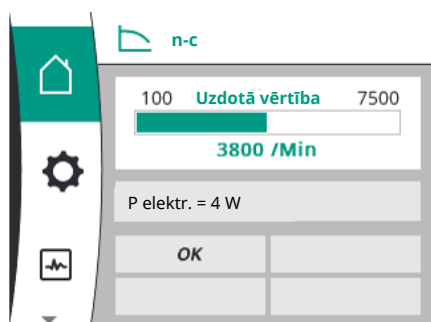 n-c
100 Uzdotā vērtība 7500
3800 /Min
P elektr. = 4 W
OK